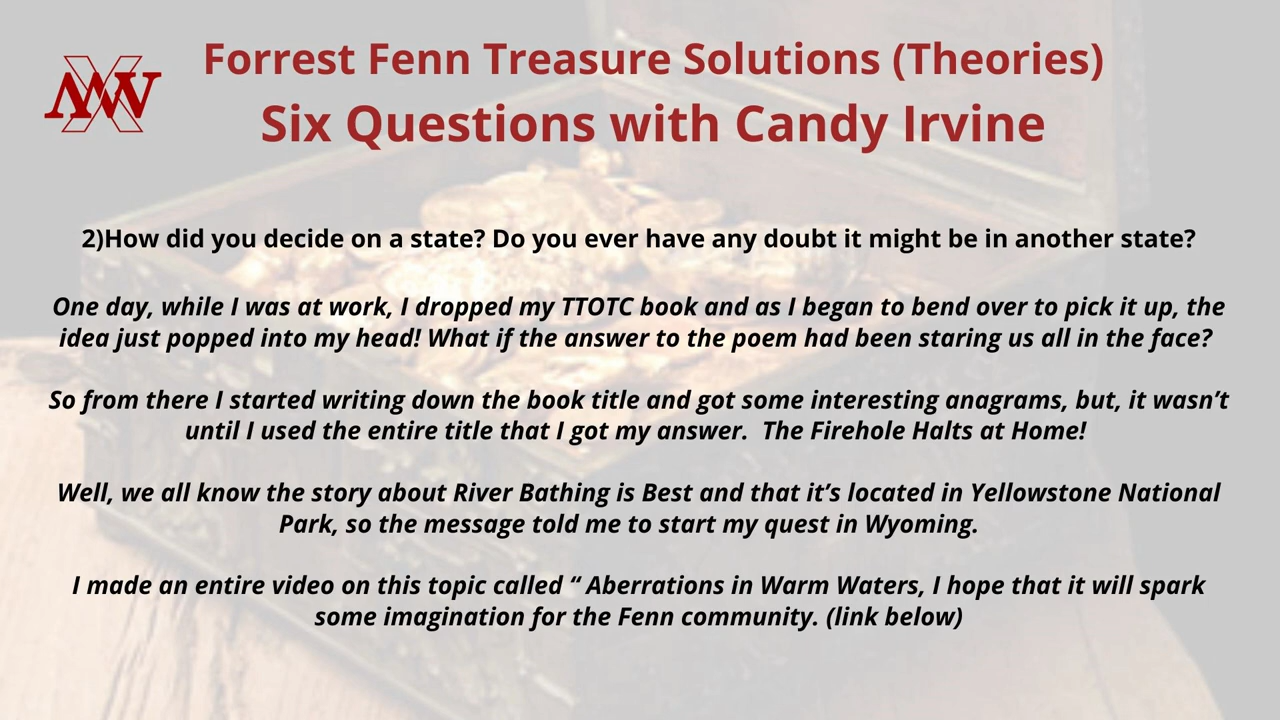 Forrest Fenn Treasure Solutions (Theories)
Six Questions with Candy Irvine
2)How did you decide on a state? Do you ever have any doubt it might be in another state?
One day, while I was at work, I dropped my TTOTC book and as I began to bend over to pick it up, the
idea just popped into my head! What if the answer to the poem had been staring us all in the face?
So from there I started writing down the book title and got some interesting anagrams, but, it wasn’t
until I used the entire title that I got my answer.  The Firehole Halts at Home!
Well, we all know the story about River Bathing is Best and that it’s located in Yellowstone National
Park, so the message told me to start my quest in Wyoming.
I made an entire video on this topic called “ Aberrations in Warm Waters, I hope that it will spark
some imagination for the Fenn community. (link below)